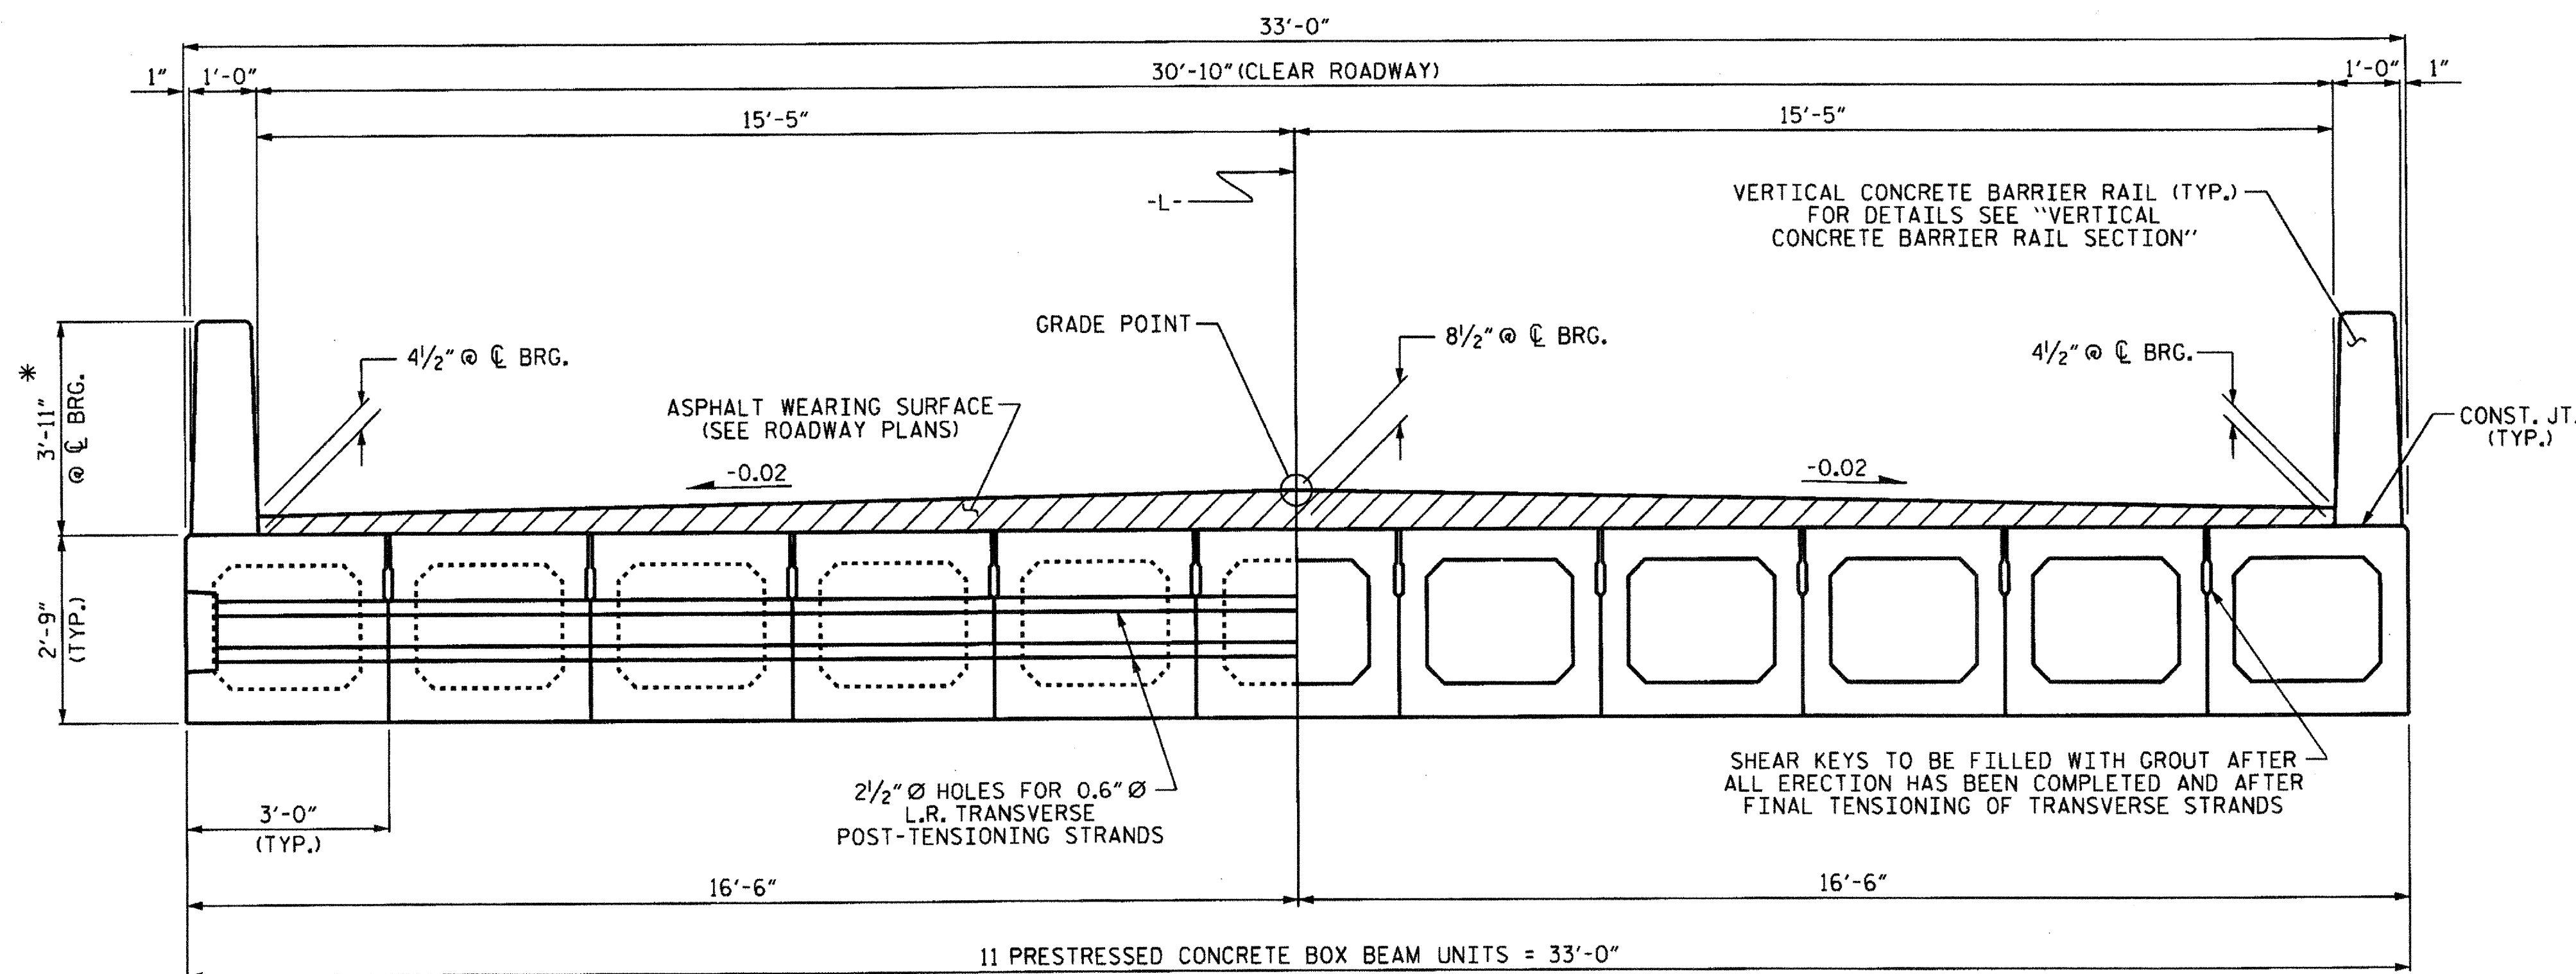 33'-0"
1"
1'-0"
30'-10" (CLEAR ROADWAY)
1'-0"
1"
15'-5"
15'-5"
-L-
VERTICAL CONCRETE BARRIER RAIL (TYP.)
FOR DETAILS SEE "VERTICAL
CONCRETE BARRIER RAIL SECTION"
GRADE POINT
8½" @ ℄ BRG.
4½" @ ℄ BRG.
4½" @ ℄ BRG.
3'-11" *
@ ℄ BRG.
ASPHALT WEARING SURFACE
(SEE ROADWAY PLANS)
CONST. JT.
(TYP.)
-0.02
-0.02
2'-9"
(TYP.)
SHEAR KEYS TO BE FILLED WITH GROUT AFTER
ALL ERECTION HAS BEEN COMPLETED AND AFTER
FINAL TENSIONING OF TRANSVERSE STRANDS
2½" Ø HOLES FOR 0.6" Ø
L.R. TRANSVERSE
POST-TENSIONING STRANDS
3'-0"
(TYP.)
16'-6"
16'-6"
11 PRESTRESSED CONCRETE BOX BEAM UNITS = 33'-0"